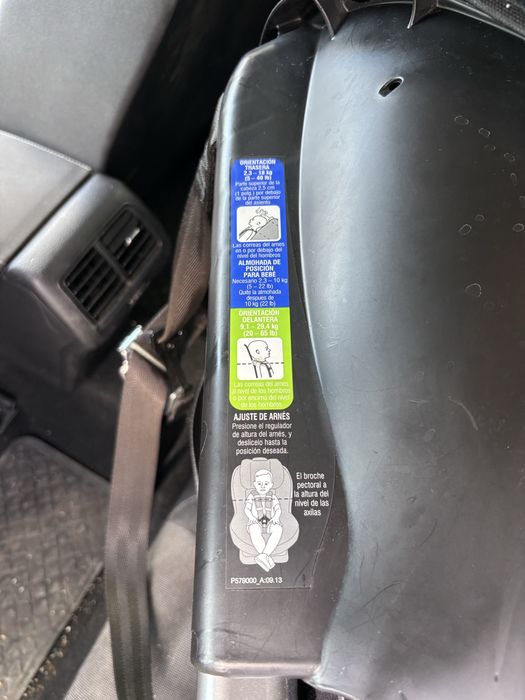 ORIENTACIÓN
TRASERA
2,3 – 18 kg
(5 – 40 lb)
Parte superior de la
cabeza 2,5 cm
(1 pulg.) por debajo
de la parte superior
del asiento
Las correas del arnes
en o por debajo del
nivel de hombros
ALMOHADA DE
POSICIÓN
PARA BEBÉ
Necesario 2,3 – 10 kg
(5 – 22 lb)
Quite la almohada
despues de
10 kg (22 lb)
ORIENTACIÓN
DELANTERA
9,1 – 29,4 kg
(20 – 65 lb)
Las correas del arnes
al nivel de los hombros
o por encima del nivel
de los hombros
AJUSTE DE ARNÉS
Presione el regulador
de altura del arnés, y
deslícelo hasta la
posición deseada.
El broche
pectoral a
la altura del
nivel de las
axilas
P579000_A:09.13